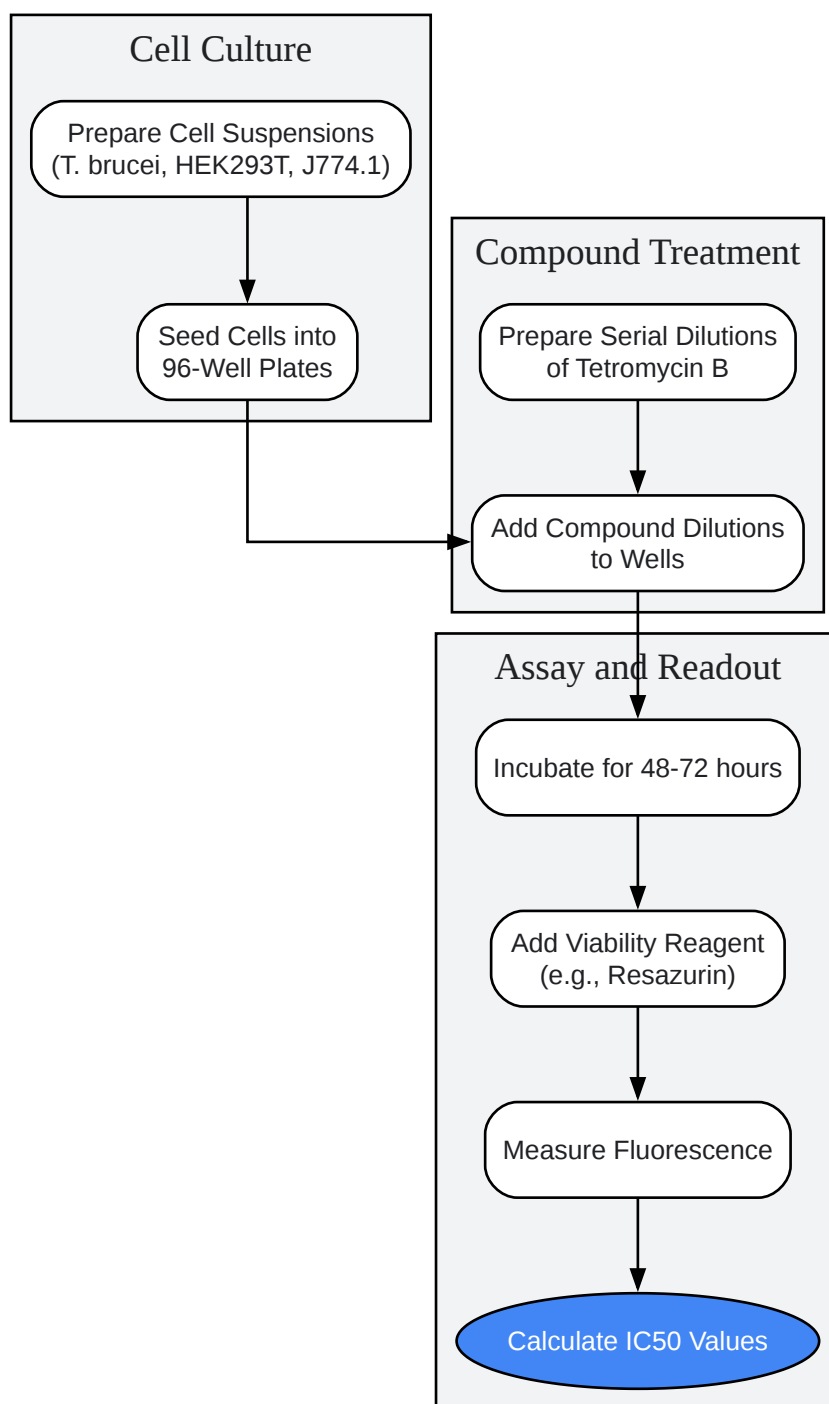 Cell Culture
Prepare Cell Suspensions
(T. brucei, HEK293T, J774.1)
Seed Cells into
96-Well Plates
Compound Treatment
Prepare Serial Dilutions
of Tetromycin B
Add Compound Dilutions
to Wells
Assay and Readout
Incubate for 48-72 hours
Add Viability Reagent
(e.g., Resazurin)
Measure Fluorescence
Calculate IC50 Values